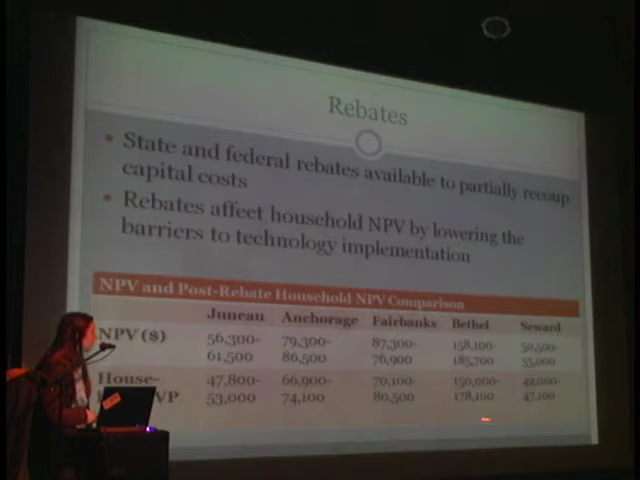 Rebates
State and federal rebates available to partially recoup
capital costs
Rebates affect household NPV by lowering the
barriers to technology implementation
NPV and Post-Rebate Household NPV Comparison
Juneau Anchorage Fairbanks Bethel Seward
NPV ($) 56,300- 79,300- 87,300- 158,100- 50,500-
61,500 86,500 76,900 185,700 55,000
House- 47,800- 66,900- 70,100- 150,000- 42,000-
VP 53,000 74,100 80,500 178,100 47,100